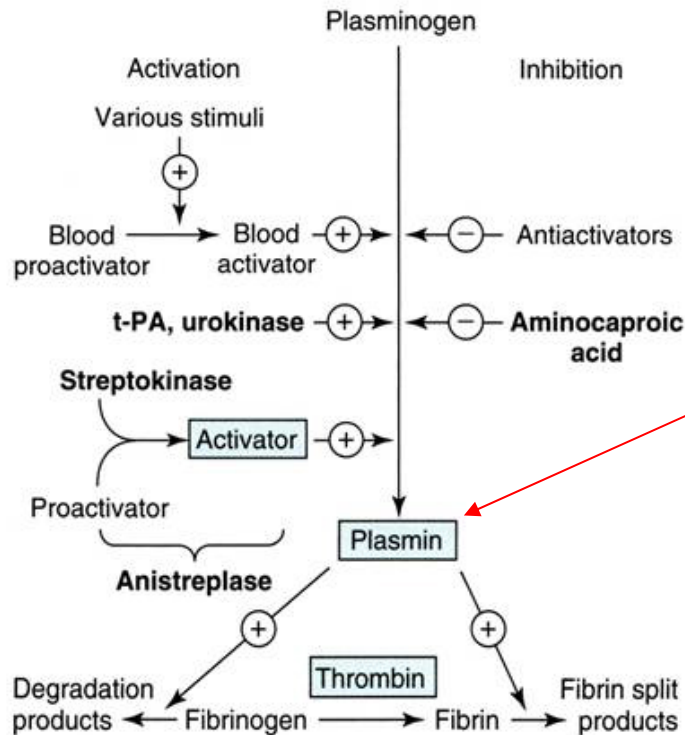 Plasminogen
Activation
Inhibition
Various stimuli
+
Blood
proactivator
Blood
activator
+
−
Antiactivators
t-PA, urokinase
+
−
Aminocaproic
acid
Streptokinase
Activator
+
Proactivator
Anistreplase
Plasmin
+
+
Thrombin
Degradation
products
Fibrinogen
Fibrin
Fibrin split
products